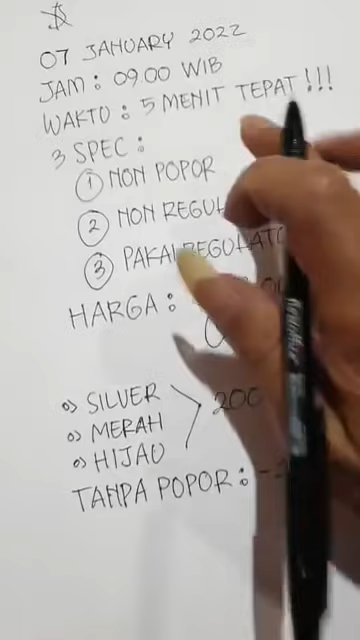 07 JANUARY 2022
JAM : 09.00 WIB
WAKTU : 5 MENIT TEPAT !!!
3 SPEC :
① NON POPOR
② NON
③ PAKAI REGULATO
HARGA :
o) SILVER
200
o) MERAH
o) HIJAU
TANPA POPOR :